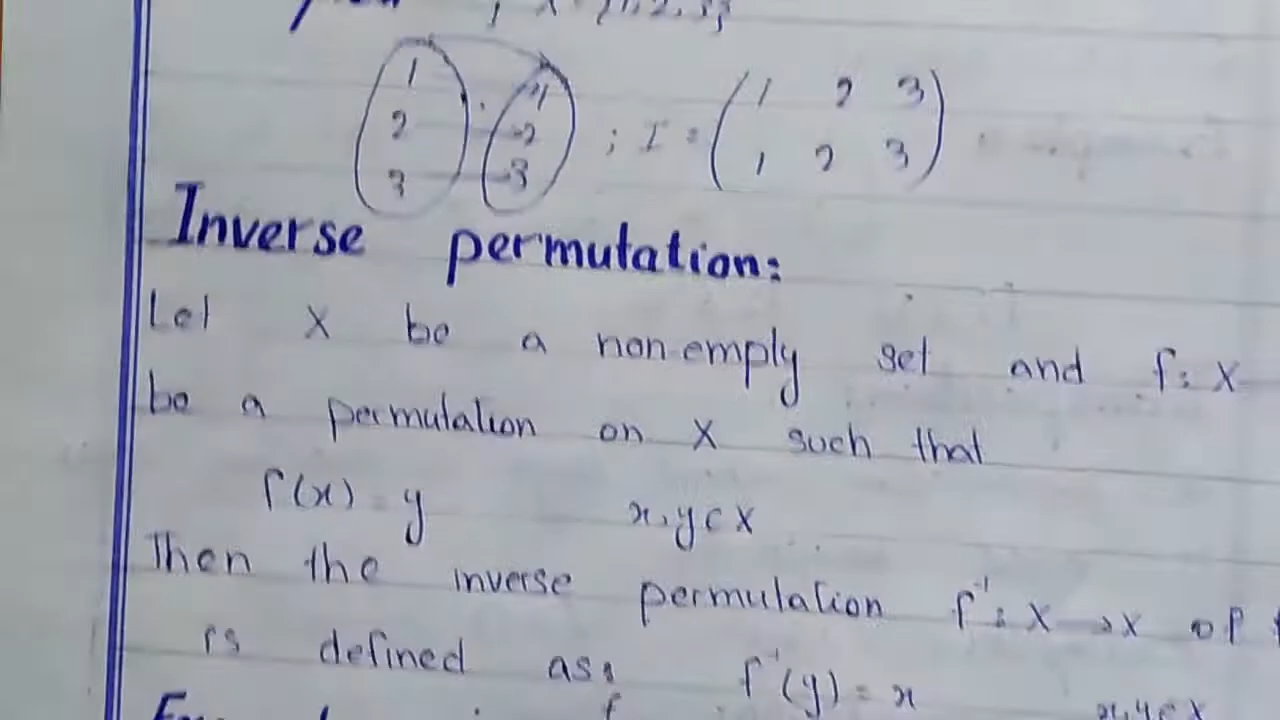 1 1
2 2 ; I = ( 1 2 3
3 3 1 2 3 )
Inverse permutation:
Let X be a non-empty set and f: X
be a permutation on X such that
f(x) = y x, y ∈ X
Then the inverse permutation f⁻¹: X → X of f
is defined as: f⁻¹(y) = x x, y ∈ X